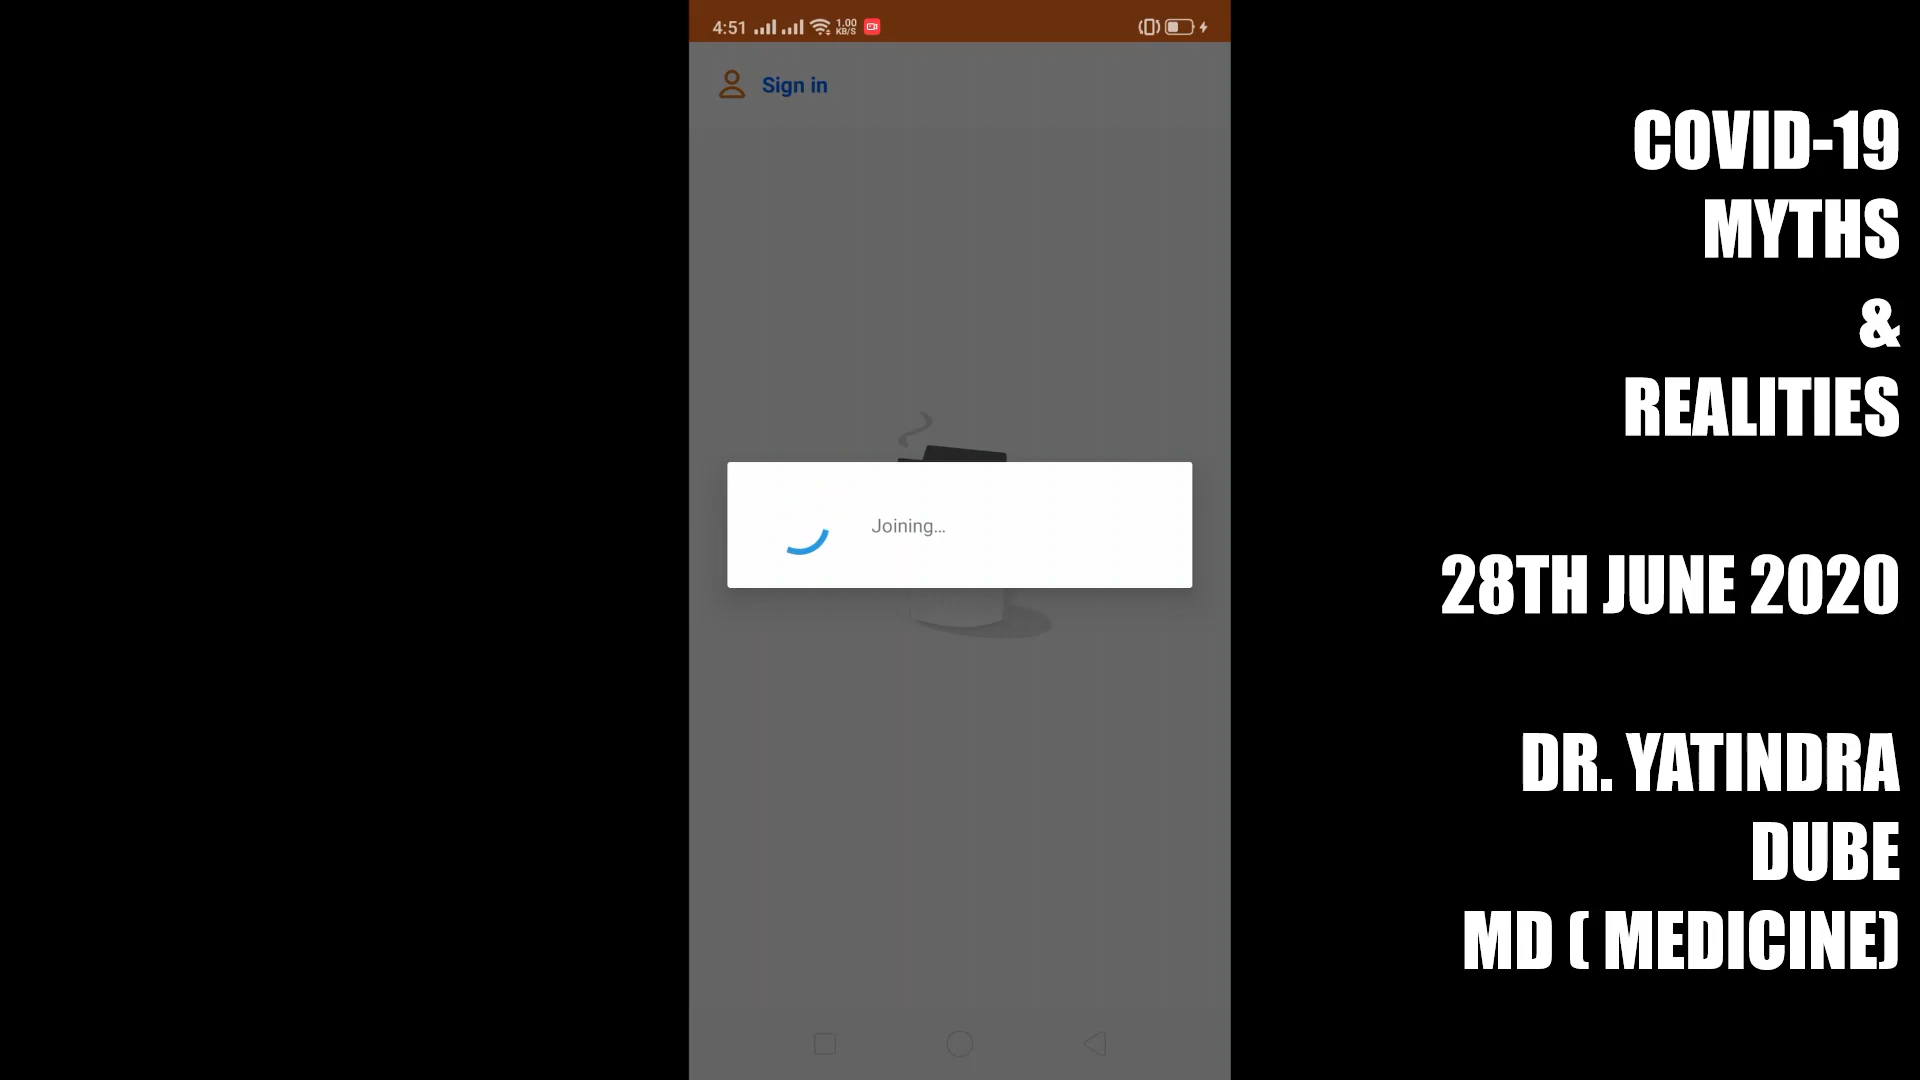 4:51
1.00
KB/S
Sign in
Joining...
COVID-19
MYTHS
&
REALITIES
28TH JUNE 2020
DR. YATINDRA
DUBE
MD ( MEDICINE)